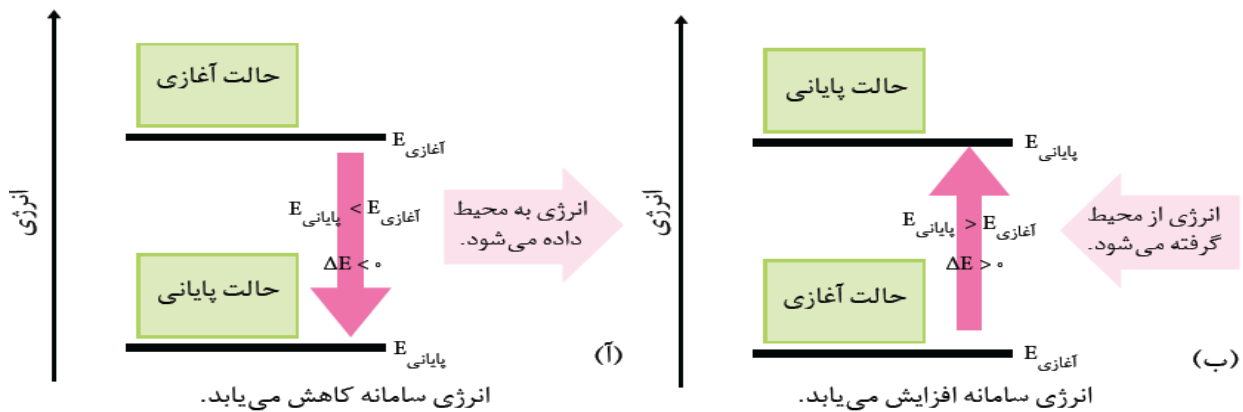 انرژی
حالت آغازی
E آغازی
E پایانی < E آغازی
ΔE < ۰
انرژی به محیط
داده می‌شود.
حالت پایانی
E پایانی
(آ)
انرژی سامانه کاهش می‌یابد.
انرژی
حالت پایانی
E پایانی
E پایانی > E آغازی
ΔE > ۰
انرژی از محیط
گرفته می‌شود.
حالت آغازی
E آغازی
(ب)
انرژی سامانه افزایش می‌یابد.